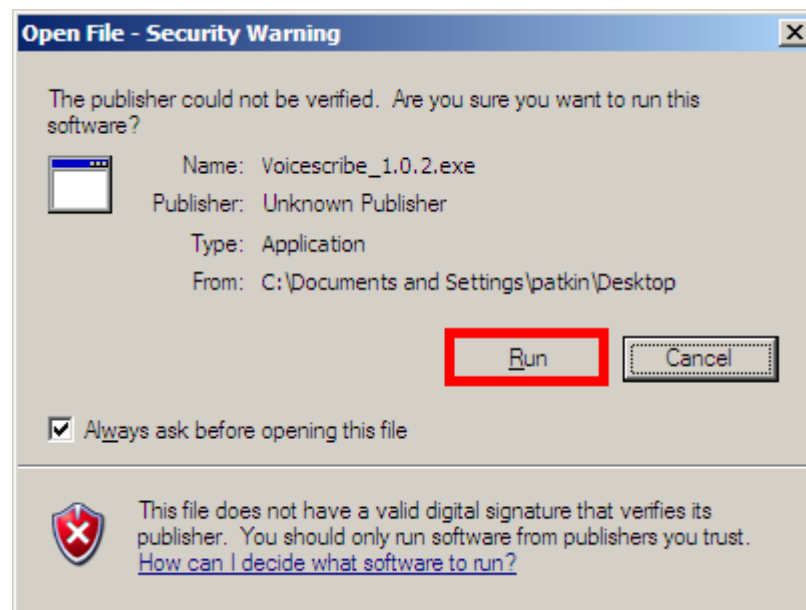 Open File - Security Warning
The publisher could not be verified. Are you sure you want to run this
software?
Name: Voicescribe_1.0.2.exe
Publisher: Unknown Publisher
Type: Application
From: C:\Documents and Settings\patkin\Desktop
Run Cancel
Always ask before opening this file
This file does not have a valid digital signature that verifies its
publisher. You should only run software from publishers you trust.
How can I decide what software to run?